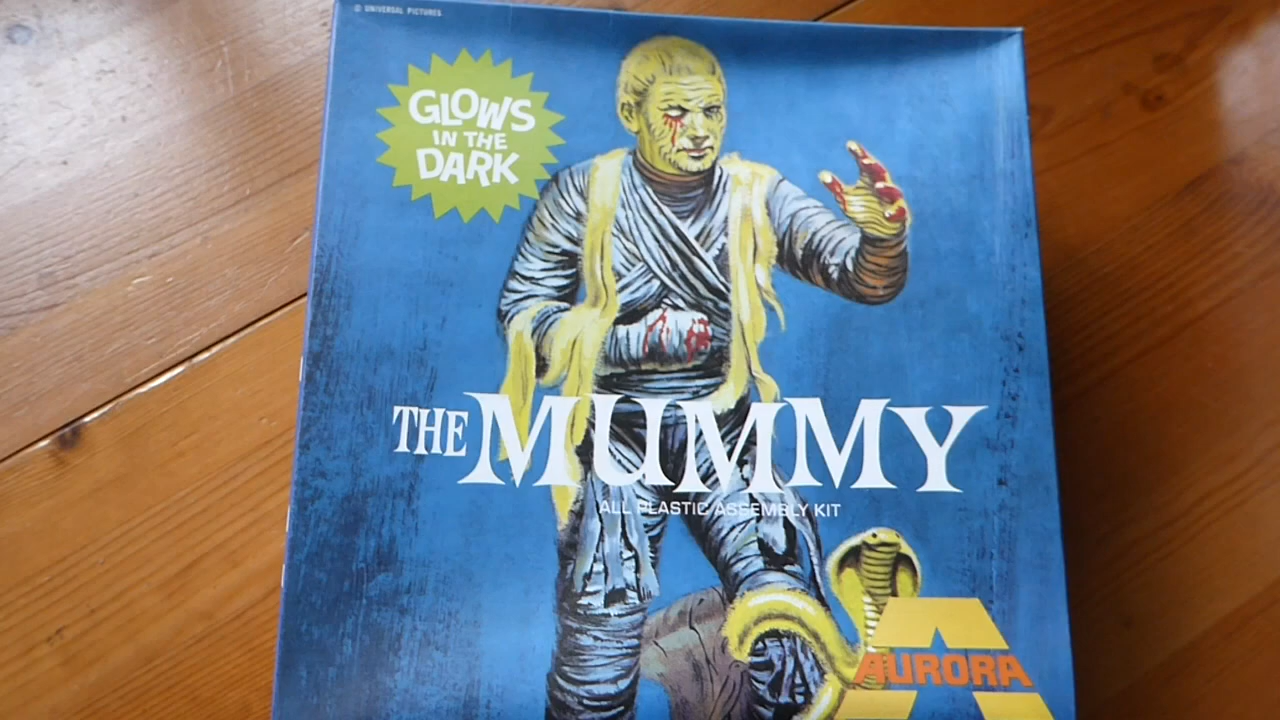 © UNIVERSAL PICTURES
GLOWS
IN THE
DARK
THE MUMMY
ALL PLASTIC ASSEMBLY KIT
AURORA